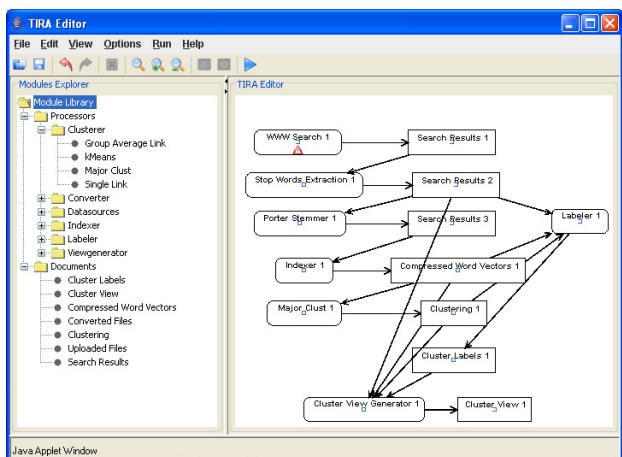 TIRA Editor
File Edit View Options Run Help
Modules Explorer
Module Library
Processors
Clusterer
Group Average Link
kMeans
Major Clust
Single Link
Converter
Datasources
Indexer
Labeler
Viewgenerator
Documents
Cluster Labels
Cluster View
Compressed Word Vectors
Converted Files
Clustering
Uploaded Files
Search Results
TIRA Editor
WWW Search 1
Search Results 1
Stop Words Extraction 1
Search Results 2
Porter Stemmer 1
Search Results 3
Labeler 1
Indexer 1
Compressed Word Vectors 1
Major Clust 1
Clustering 1
Cluster Labels 1
Cluster View Generator 1
Cluster View 1
Java Applet Window